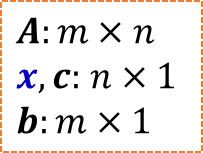 A: m × n
x, c: n × 1
b: m × 1